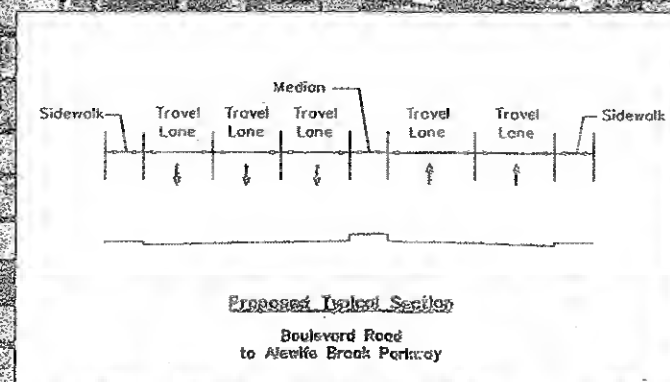 Median
Sidewalk Travel Travel Travel Travel Travel Sidewalk
Lane Lane Lane Lane Lane
Proposed Typical Section
Boulevard Road
to Alewife Brook Parkway